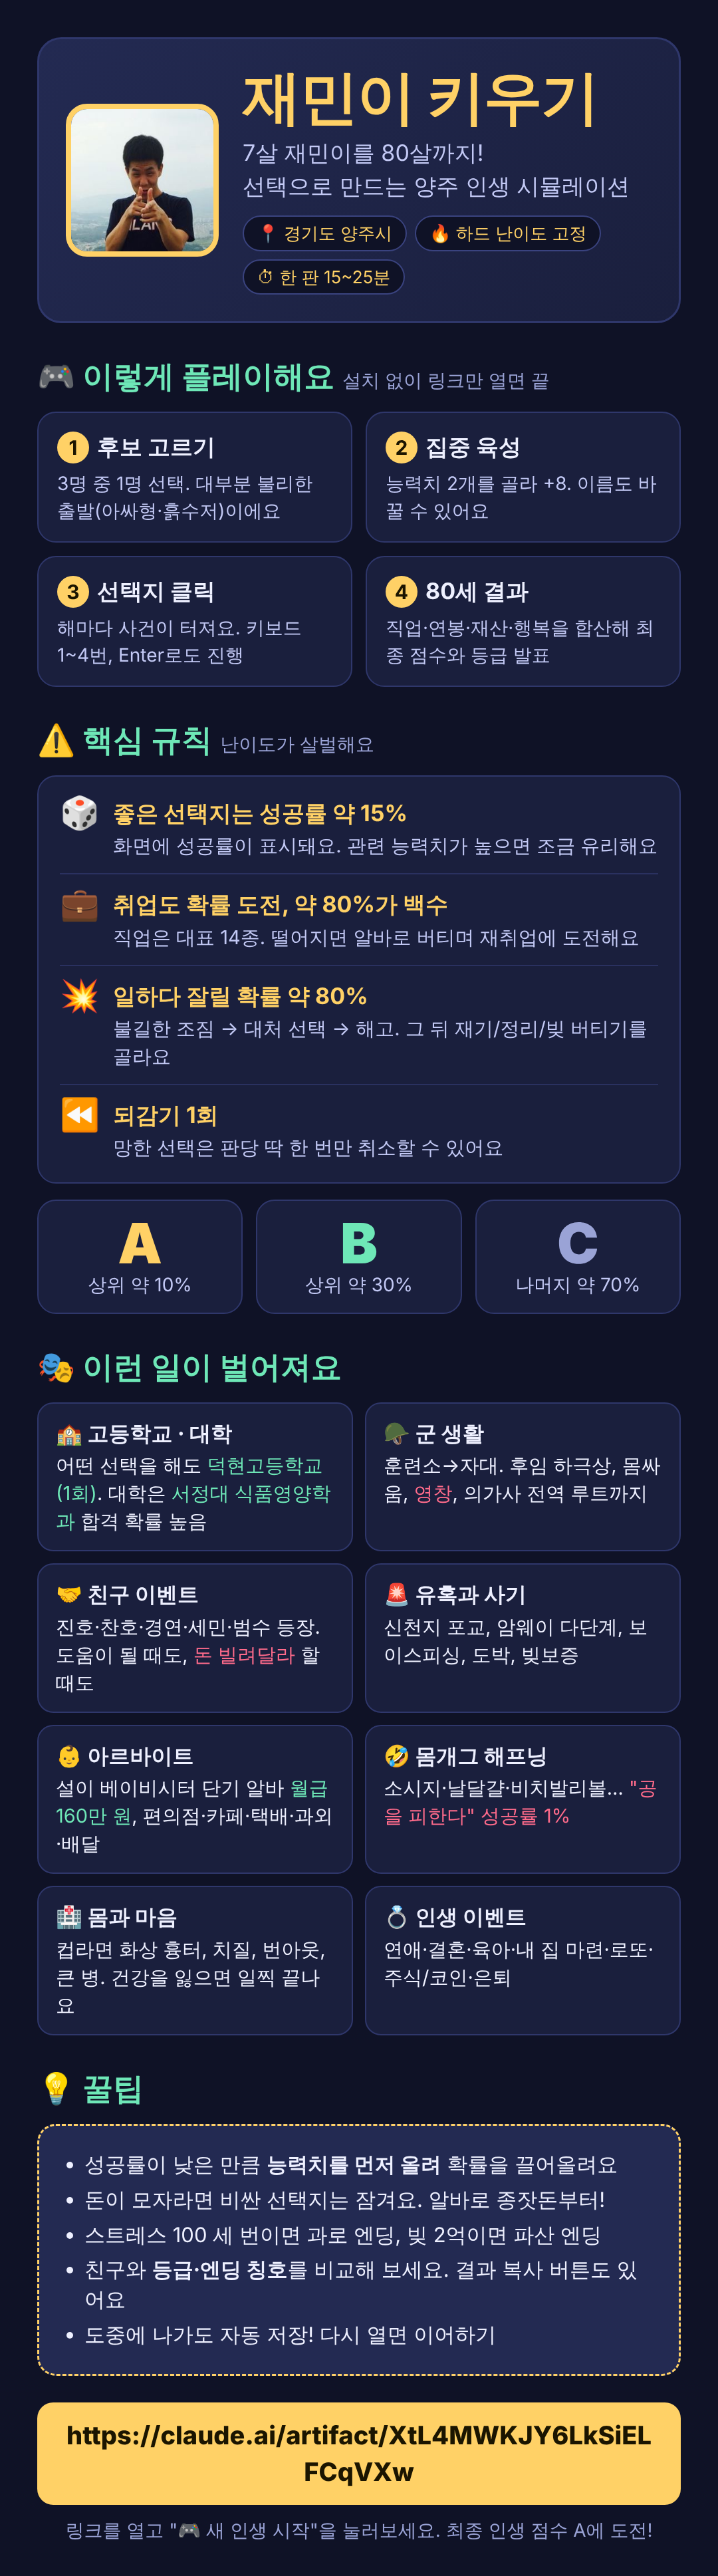 재민이 키우기
7살 재민이를 80살까지!
선택으로 만드는 양주 인생 시뮬레이션
📍 경기도 양주시
🔥 하드 난이도 고정
⏱ 한 판 15~25분
🎮 이렇게 플레이해요 설치 없이 링크만 열면 끝
1 후보 고르기
3명 중 1명 선택. 대부분 불리한
출발(아싸형·흙수저)이에요
2 집중 육성
능력치 2개를 골라 +8. 이름도 바
꿀 수 있어요
3 선택지 클릭
해마다 사건이 터져요. 키보드
1~4번, Enter로도 진행
4 80세 결과
직업·연봉·재산·행복을 합산해 최
종 점수와 등급 발표
⚠️ 핵심 규칙 난이도가 살벌해요
🎲 좋은 선택지는 성공률 약 15%
화면에 성공률이 표시돼요. 관련 능력치가 높으면 조금 유리해요
💼 취업도 확률 도전, 약 80%가 백수
직업은 대표 14종. 떨어지면 알바로 버티며 재취업에 도전해요
💥 일하다 잘릴 확률 약 80%
불길한 조짐 → 대처 선택 → 해고. 그 뒤 재기/정리/빚 버티기를
골라요
⏪ 되감기 1회
망한 선택은 판당 딱 한 번만 취소할 수 있어요
A
상위 약 10%
B
상위 약 30%
C
나머지 약 70%
🎭 이런 일이 벌어져요
🏫 고등학교 · 대학
어떤 선택을 해도 덕현고등학교
(1회). 대학은 서정대 식품영양학
과 합격 확률 높음
🪖 군 생활
훈련소→자대. 후임 하극상, 몸싸
움, 영창, 의가사 전역 루트까지
🤝 친구 이벤트
진호·찬호·경연·세민·범수 등장.
도움이 될 때도, 돈 빌려달라 할
때도
🚨 유혹과 사기
신천지 포교, 암웨이 다단계, 보
이스피싱, 도박, 빚보증
👶 아르바이트
설이 베이비시터 단기 알바 월급
160만 원, 편의점·카페·택배·과외
·배달
🤣 몸개그 해프닝
소시지·날달걀·비치발리볼… "공
을 피한다" 성공률 1%
🏥 몸과 마음
컵라면 화상 흉터, 치질, 번아웃,
큰 병. 건강을 잃으면 일찍 끝나
요
💍 인생 이벤트
연애·결혼·육아·내 집 마련·로또·
주식/코인·은퇴
💡 꿀팁
• 성공률이 낮은 만큼 능력치를 먼저 올려 확률을 끌어올려요
• 돈이 모자라면 비싼 선택지는 잠겨요. 알바로 종잣돈부터!
• 스트레스 100 세 번이면 과로 엔딩, 빚 2억이면 파산 엔딩
• 친구와 등급·엔딩 칭호를 비교해 보세요. 결과 복사 버튼도 있
어요
• 도중에 나가도 자동 저장! 다시 열면 이어하기
https://claude.ai/artifact/XtL4MWKJY6LkSiEL
FCqVXw
링크를 열고 "🎮 새 인생 시작"을 눌러보세요. 최종 인생 점수 A에 도전!